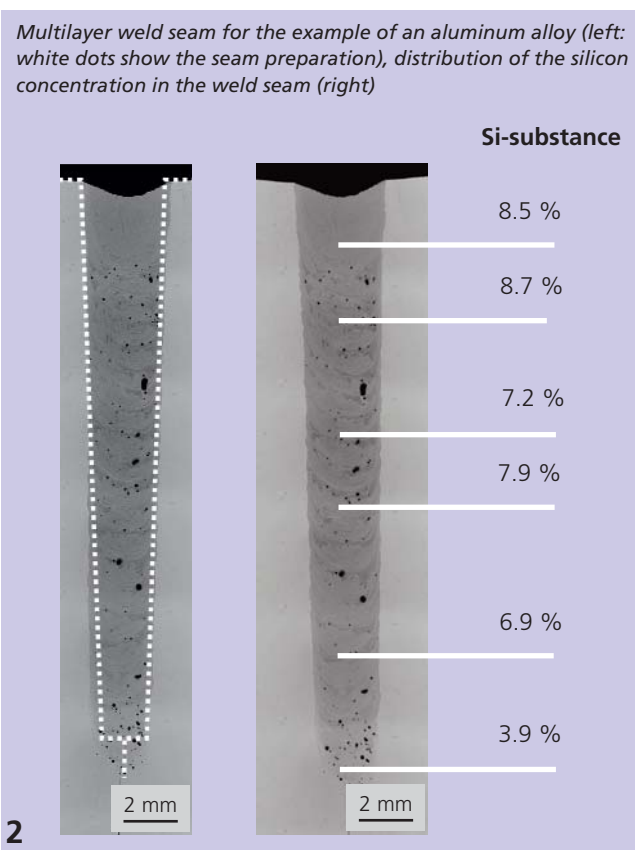 Multilayer weld seam for the example of an aluminum alloy (left:
white dots show the seam preparation), distribution of the silicon
concentration in the weld seam (right)
Si-substance
8.5 %
8.7 %
7.2 %
7.9 %
6.9 %
3.9 %
2 mm
2 mm
2